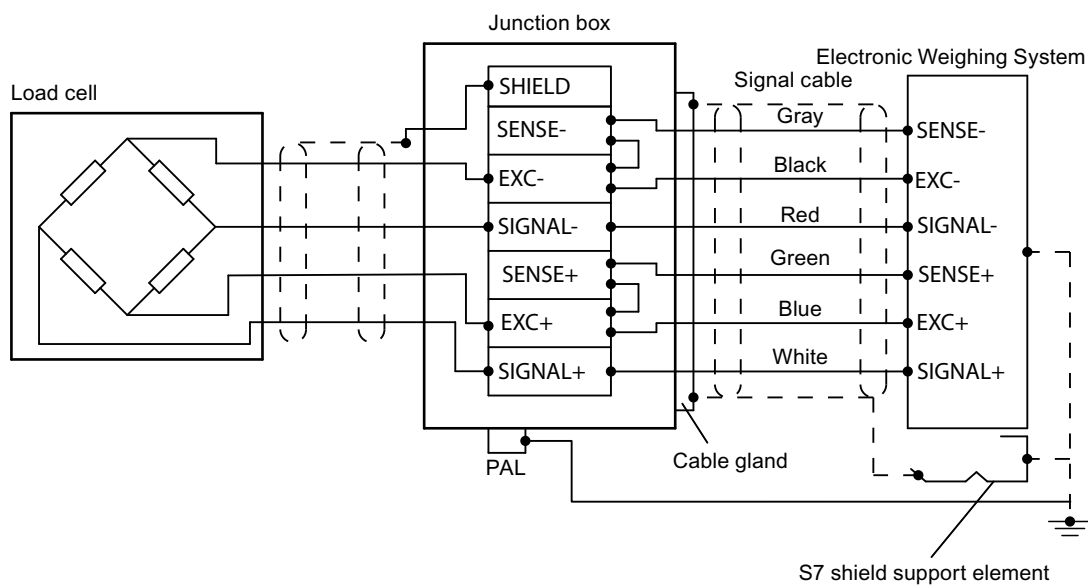 Junction box
Electronic Weighing System
Signal cable
Load cell
SHIELD
SENSE-
EXC-
SIGNAL-
SENSE+
EXC+
SIGNAL+
Gray
Black
Red
Green
Blue
White
SENSE-
EXC-
SIGNAL-
SENSE+
EXC+
SIGNAL+
PAL
Cable gland
S7 shield support element